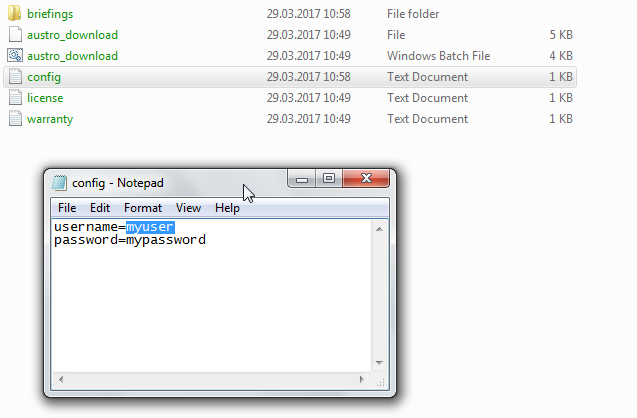 briefings 29.03.2017 10:58 File folder
austro_download 29.03.2017 10:49 File 5 KB
austro_download 29.03.2017 10:49 Windows Batch File 4 KB
config 29.03.2017 10:58 Text Document 1 KB
license 29.03.2017 10:49 Text Document 1 KB
warranty 29.03.2017 10:49 Text Document 1 KB
config - Notepad
File Edit Format View Help
username=myuser
password=mypassword